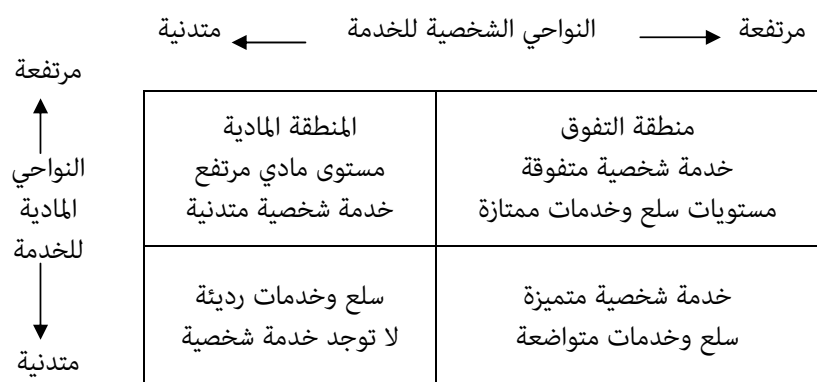 مرتفعة النواحي الشخصية للخدمة متدنية
مرتفعة
النواحي
المادية
للخدمة
متدنية
منطقة التفوق
خدمة شخصية متفوقة
مستويات سلع وخدمات ممتازة
المنطقة المادية
مستوى مادي مرتفع
خدمة شخصية متدنية
خدمة شخصية متميزة
سلع وخدمات متواضعة
سلع وخدمات رديئة
لا توجد خدمة شخصية